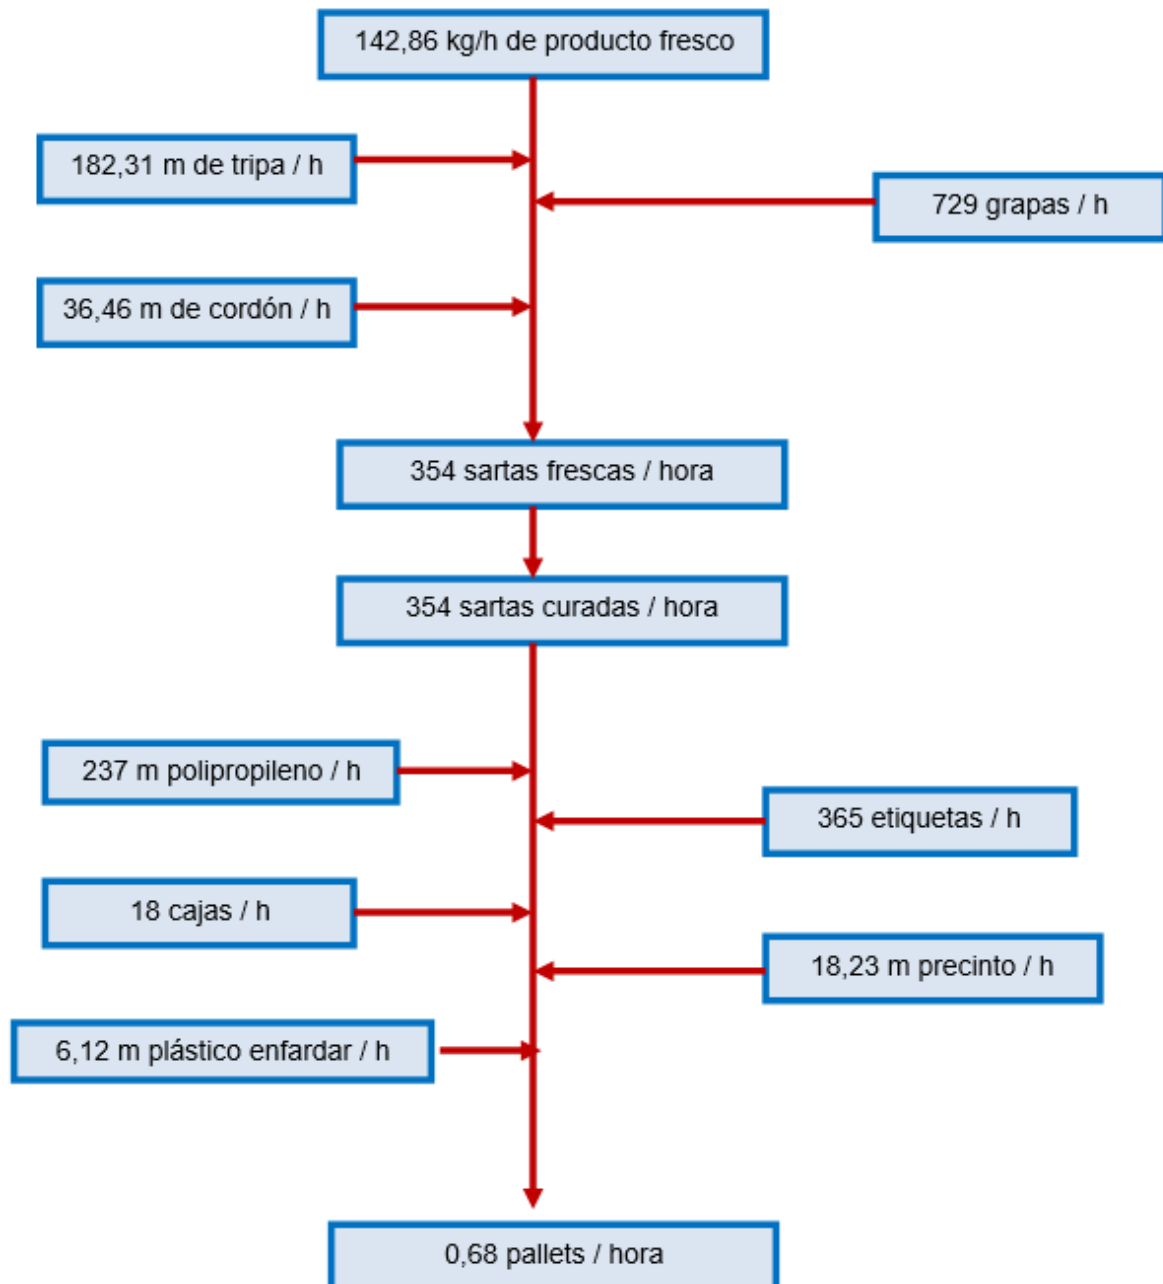 142,86 kg/h de producto fresco
182,31 m de tripa / h
729 grapas / h
36,46 m de cordón / h
354 sartas frescas / hora
354 sartas curadas / hora
237 m polipropileno / h
365 etiquetas / h
18 cajas / h
18,23 m precinto / h
6,12 m plástico enfardar / h
0,68 pallets / hora